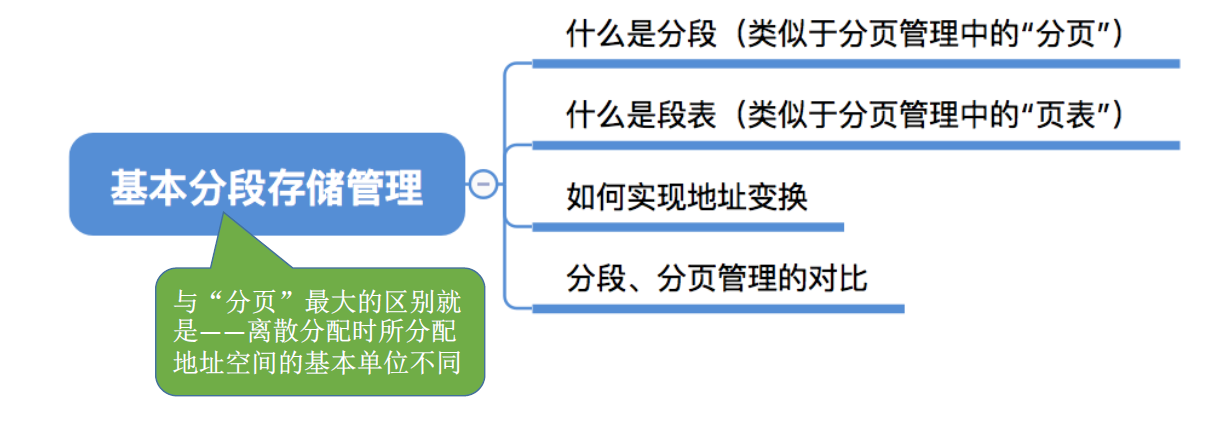 什么是分段（类似于分页管理中的“分页”）
什么是段表（类似于分页管理中的“页表”）
基本分段存储管理
如何实现地址变换
分段、分页管理的对比
与“分页”最大的区别就
是——离散分配时所分配
地址空间的基本单位不同